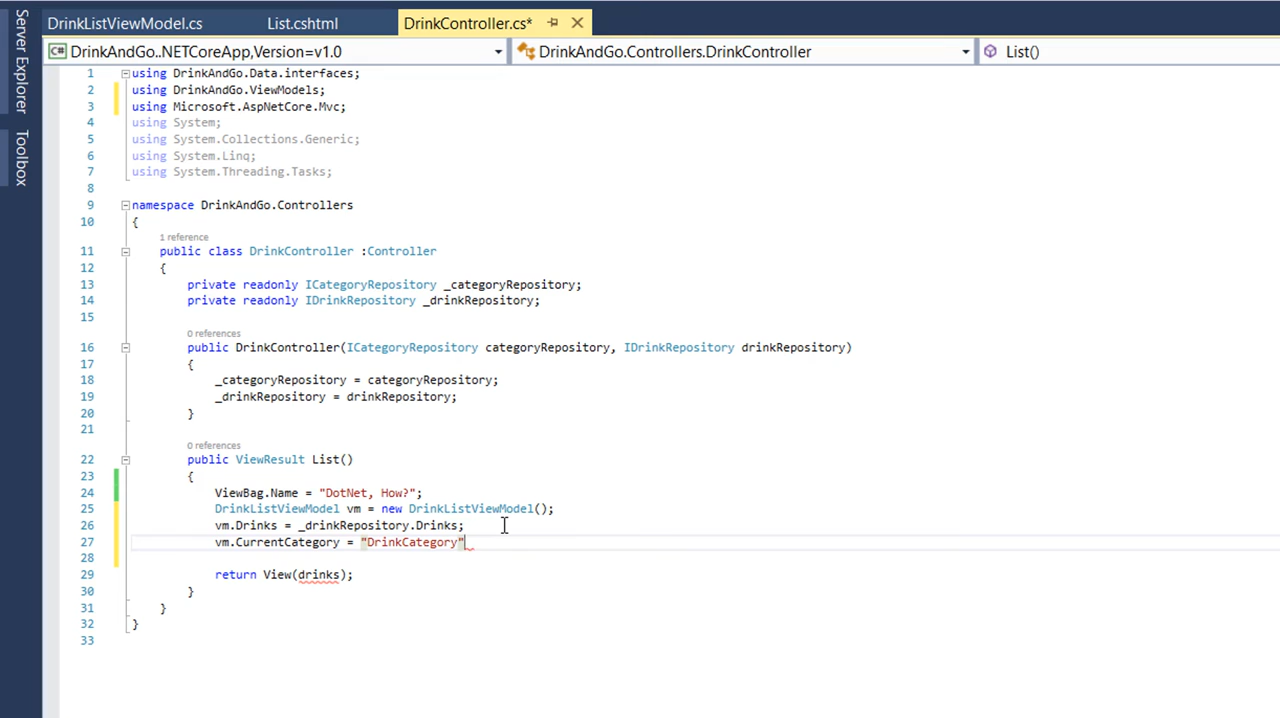 Server Explorer
Toolbox
DrinkListViewModel.cs List.cshtml DrinkController.cs*
C# DrinkAndGo..NETCoreApp,Version=v1.0 DrinkAndGo.Controllers.DrinkController List()
1 using DrinkAndGo.Data.interfaces;
2 using DrinkAndGo.ViewModels;
3 using Microsoft.AspNetCore.Mvc;
4 using System;
5 using System.Collections.Generic;
6 using System.Linq;
7 using System.Threading.Tasks;
8
9 namespace DrinkAndGo.Controllers
10 {
1 reference
11 public class DrinkController :Controller
12 {
13 private readonly ICategoryRepository _categoryRepository;
14 private readonly IDrinkRepository _drinkRepository;
15
0 references
16 public DrinkController(ICategoryRepository categoryRepository, IDrinkRepository drinkRepository)
17 {
18 _categoryRepository = categoryRepository;
19 _drinkRepository = drinkRepository;
20 }
21
0 references
22 public ViewResult List()
23 {
24 ViewBag.Name = "DotNet, How?";
25 DrinkListViewModel vm = new DrinkListViewModel();
26 vm.Drinks = _drinkRepository.Drinks;
27 vm.CurrentCategory = "DrinkCategory"
28
29 return View(drinks);
30 }
31 }
32 }
33